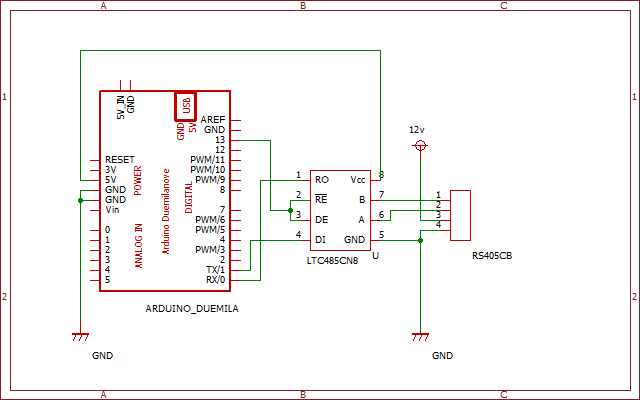 A B C
1 1
12v
5V_IN GND USB
GND 5V
AREF
GND
13
12
RESET PWM/11
3V PWM/10
5V PWM/9
GND 8
GND
Vin 7
PWM/6
0 PWM/5
1 4
2 PWM/3
3 2
4 TX/1
5 RX/0
POWER
ANALOG IN
Arduino Duemilanove
DIGITAL
ARDUINO_DUEMILA
1 RO Vcc 8
2 RE B 7
3 DE A 6
4 DI GND 5
LTC485CN8 U
1
2
3
4
RS405CB
2 2
GND GND
A B C